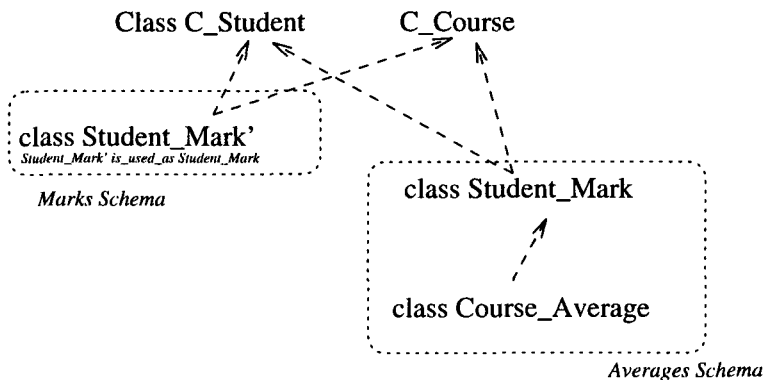 Class C_Student
C_Course
class Student_Mark'
Student_Mark' is_used_as Student_Mark
Marks Schema
class Student_Mark
class Course_Average
Averages Schema